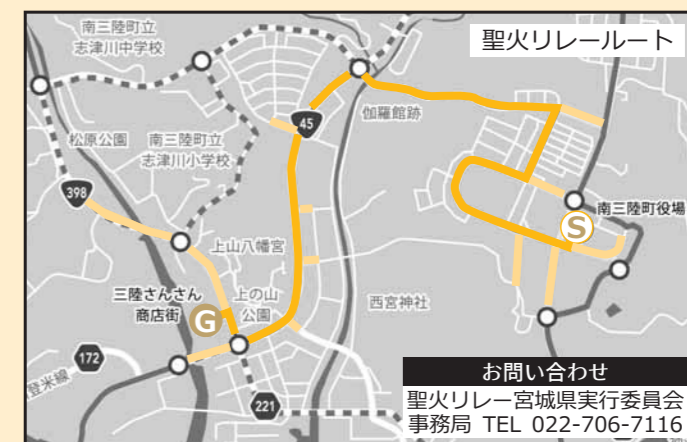 聖火リレールート
南三陸町立
志津川中学校
45
伽羅館跡
松原公園
南三陸町立
志津川小学校
398
南三陸町役場
S
上山八幡宮
三陸さんさん
商店街
G
上の山
公園
西宮神社
172
登米線
221
お問い合わせ
聖火リレー宮城県実行委員会
事務局 TEL 022-706-7116